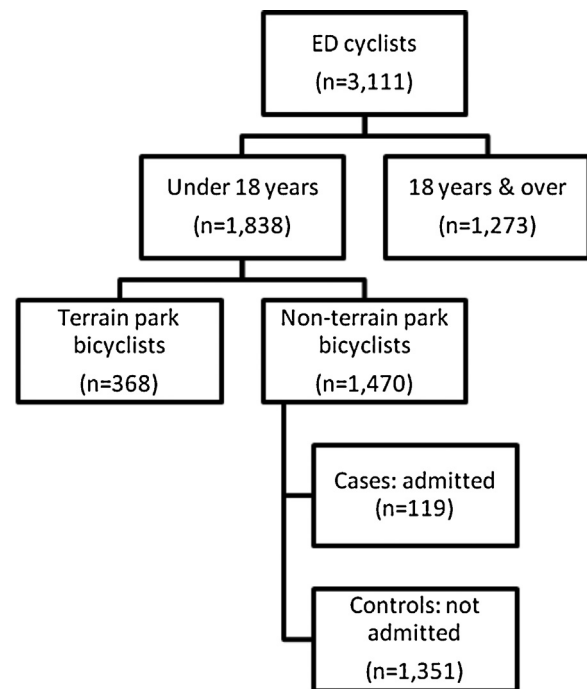 ED cyclists
(n=3,111)
Under 18 years
(n=1,838)
18 years & over
(n=1,273)
Terrain park
bicyclists
(n=368)
Non-terrain park
bicyclists
(n=1,470)
Cases: admitted
(n=119)
Controls: not
admitted
(n=1,351)